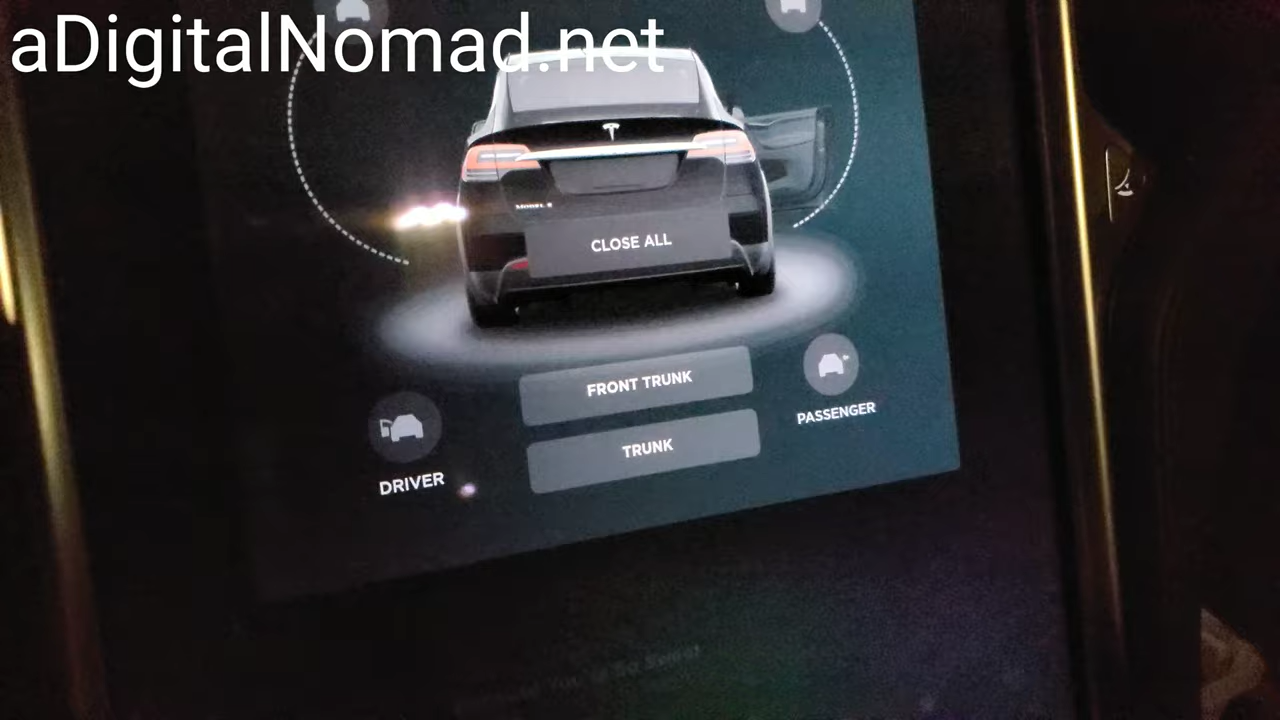 aDigitalNomad.net
CLOSE ALL
FRONT TRUNK
TRUNK
PASSENGER
DRIVER